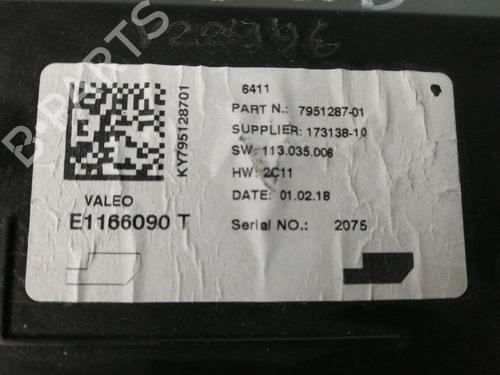 B-PARTS
KY795128701
VALEO
E1166090 T
6411
PART N.: 7951287-01
SUPPLIER: 173138-10
SW: 113.035.006
HW: 2C11
DATE: 01.02.18
Serial NO.: 2075